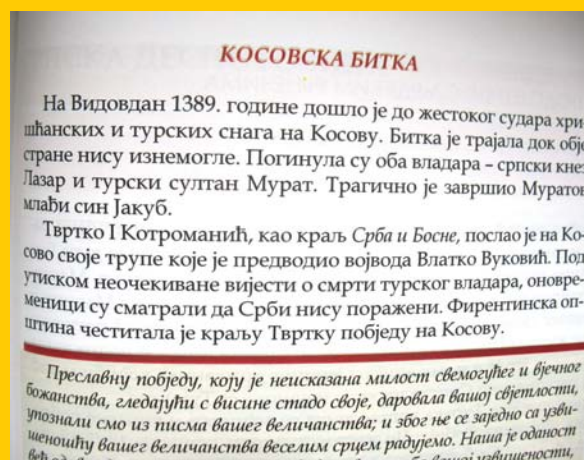 КОСОВСКА БИТКА
На Видовдан 1389. године дошло је до жестоког судара хри-
шћанских и турских снага на Косову. Битка је трајала док обје
стране нису изнемогле. Погинула су оба владара – српски кнез
Лазар и турски султан Мурат. Трагично је завршио Муратов
млађи син Јакуб.
Твртко I Котроманић, као краљ Срба и Босне, послао је на Ко-
сово своје трупе које је предводио војвода Влатко Вуковић. Под
утиском неочекиване вијести о смрти турског владара, оновре-
меници су сматрали да Срби нису поражени. Фирентинска оп-
штина честитала је краљу Твртку побједу на Косову.
Преславну побједу, коју је неисказана милост свемогућег и вјечног
божанства, гледајући с висине стадо своје, даровала вашој свјетлости,
упознали смо из писма вашег величанства; и због ње се заједно са узви-
шеношћу вашег величанства веселим срцем радујемо. Наша је оданост
вашој узвишености,